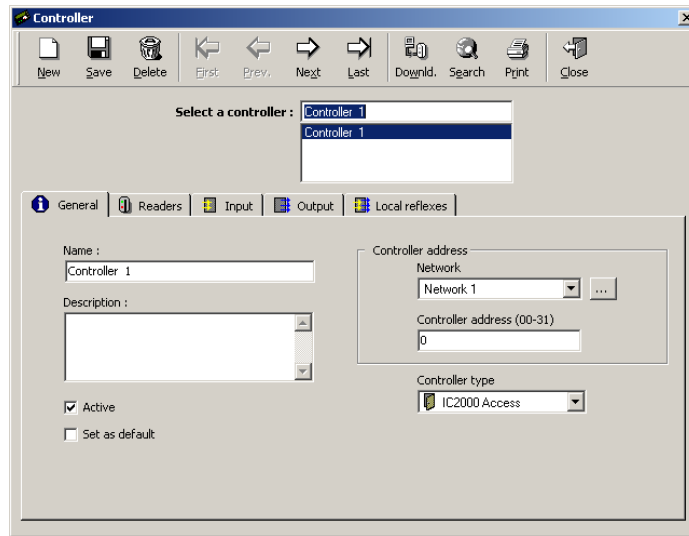 Controller
New Save Delete First Prev. Next Last Downld. Search Print Close
Select a controller : Controller 1
Controller 1
General Readers Input Output Local reflexes
Name :
Controller 1
Description :
Active
Set as default
Controller address
Network
Network 1
...
Controller address (00-31)
0
Controller type
IC2000 Access